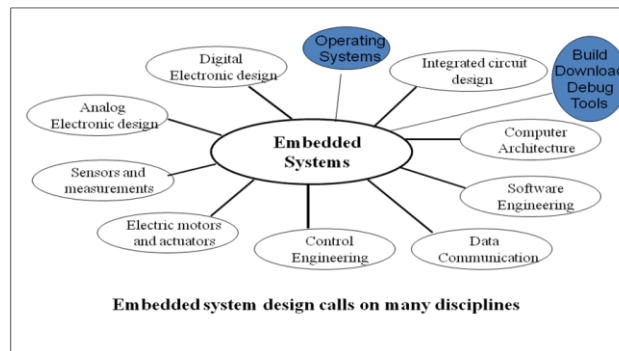 Operating
Systems
Build
Download
Debug
Tools
Digital
Electronic design
Integrated circuit
design
Analog
Electronic design
Embedded
Systems
Computer
Architecture
Sensors and
measurements
Software
Engineering
Electric motors
and actuators
Control
Engineering
Data
Communication
Embedded system design calls on many disciplines